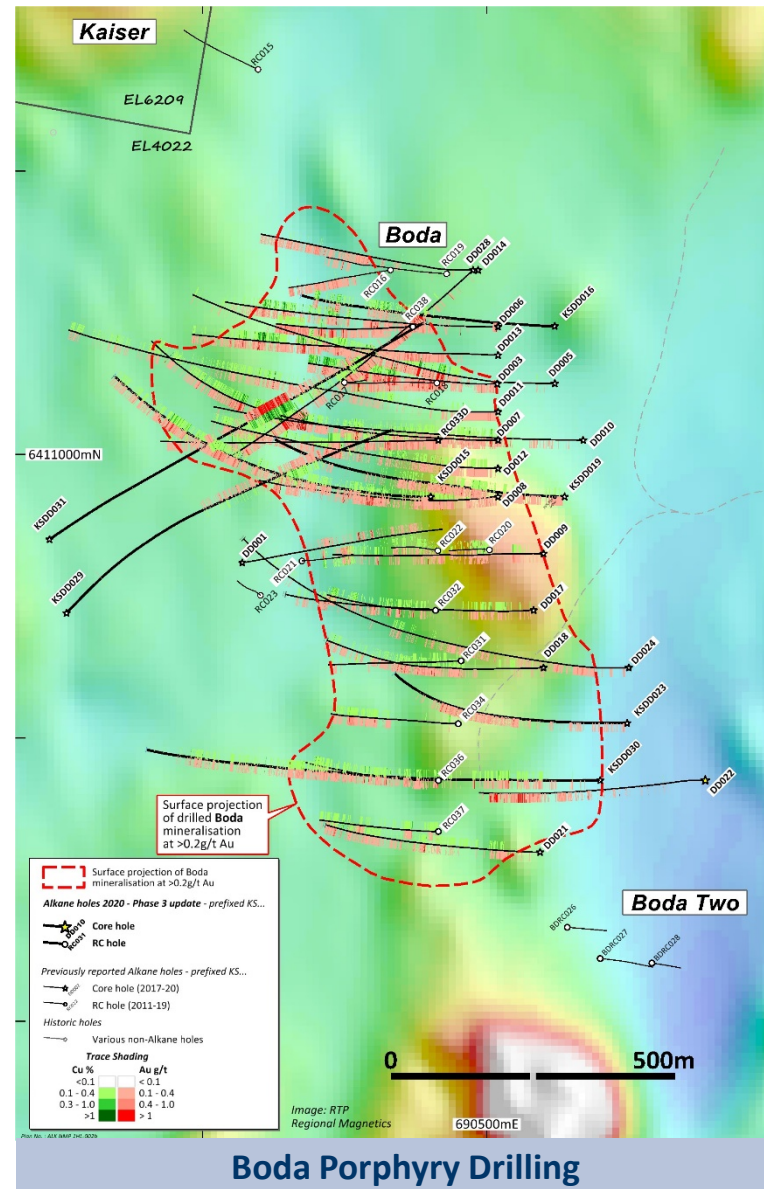 Kaiser
RC015
EL6209
EL4022
Boda
DD028
DD014
RC019
RC016
RC038
DD006
KSDD016
DD013
DD003
DD005
RC017
RC018
DD011
RC033D
DD007
DD010
6411000mN
DD012
KSDD015
DD008
KSDD019
KSDD031
RC022
RC020
DD009
DD001
RC021
KSDD029
RC023
RC032
DD017
RC031
DD018
DD024
RC034
KSDD023
RC036
KSDD030
DD022
Surface projection
of drilled Boda
mineralisation
at >0.2g/t Au
RC037
DD021
Surface projection of Boda
mineralisation at >0.2g/t Au
Alkane holes 2020 - Phase 3 update - prefixed KS...
DD010
Core hole
RC031
RC hole
Previously reported Alkane holes - prefixed KS...
Core hole (2017-20)
RC hole (2011-19)
Historic holes
Various non-Alkane holes
Trace Shading
Cu % Au g/t
<0.1 < 0.1
0.1 - 0.4 0.1 - 0.4
0.3 - 1.0 0.4 - 1.0
>1 > 1
Boda Two
BDRC026
BDRC027
BDRC028
0 500m
Image: RTP
Regional Magnetics
690500mE
Boda Porphyry Drilling